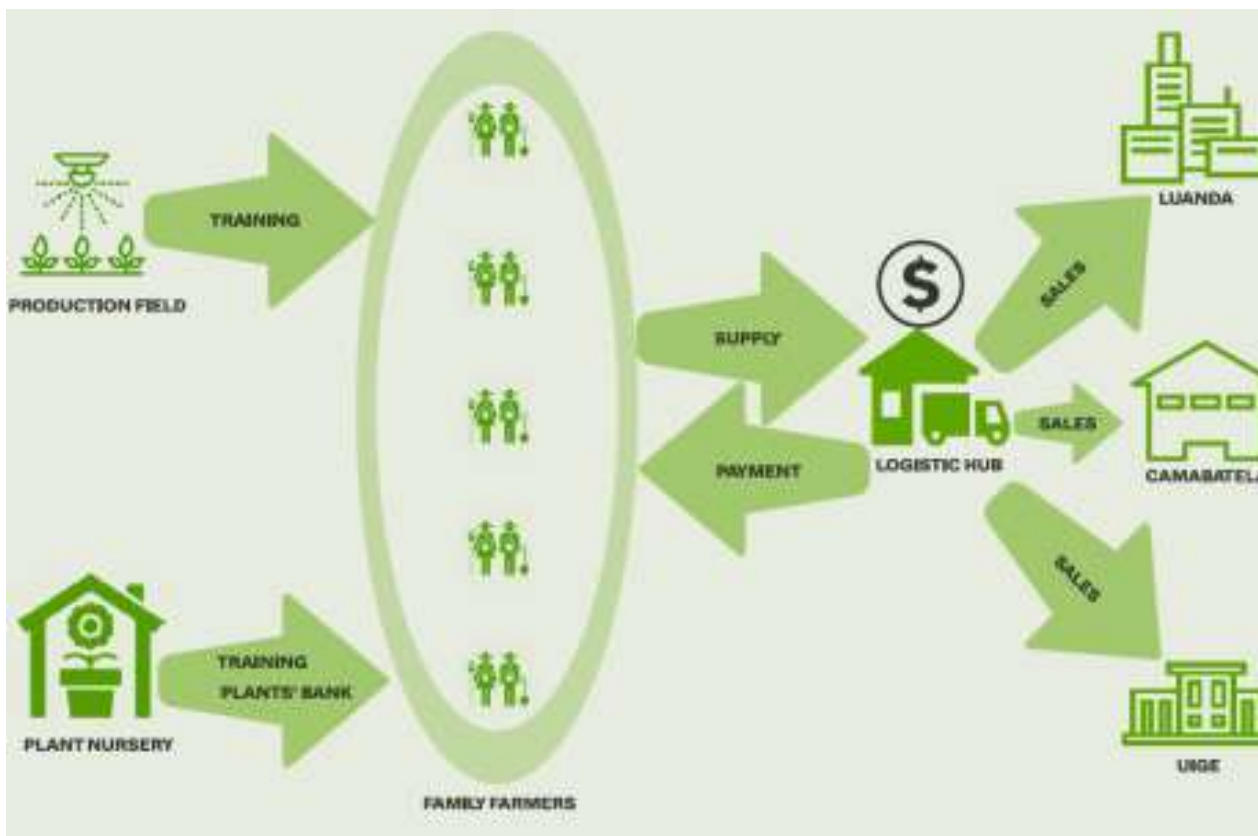 LUANDA
TRAINING
PRODUCTION FIELD
$
SALES
SUPPLY
SALES
PAYMENT
LOGISTIC HUB
CAMABATELA
SALES
TRAINING
PLANTS' BANK
PLANT NURSERY
UIGE
FAMILY FARMERS